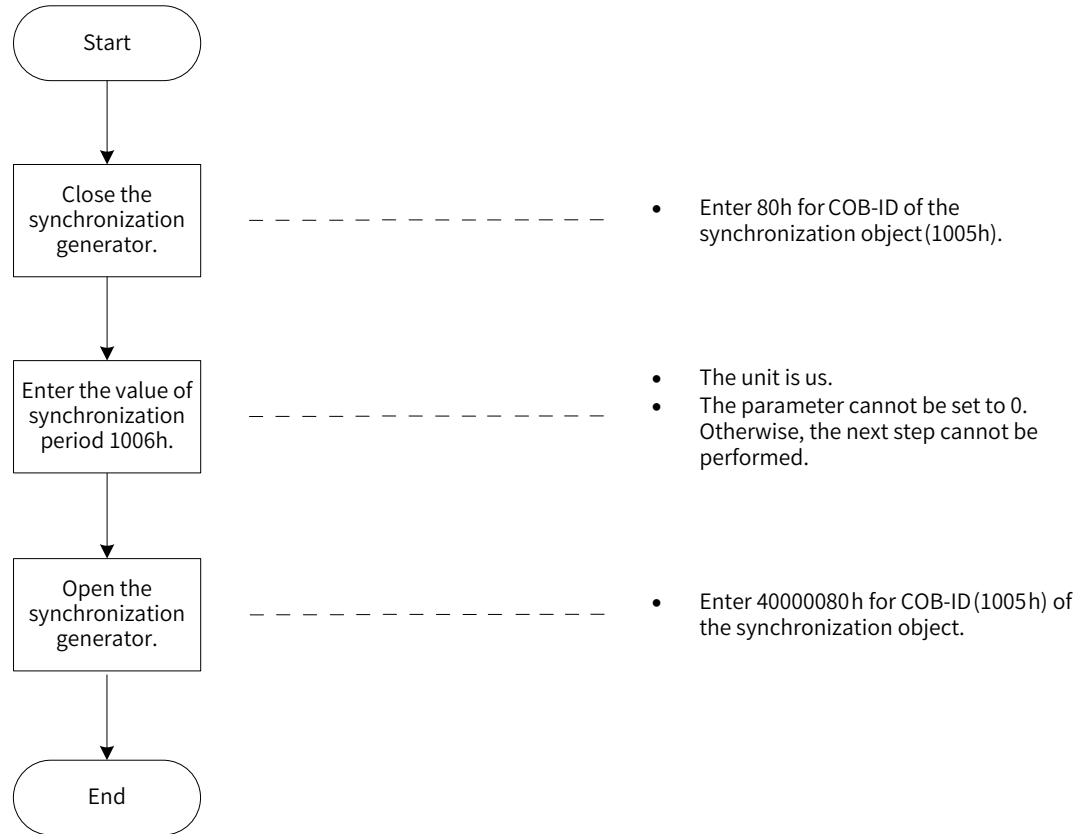 Start
Close the
synchronization
generator.
• Enter 80h for COB-ID of the
synchronization object (1005h).
Enter the value of
synchronization
period 1006h.
• The unit is us.
• The parameter cannot be set to 0.
Otherwise, the next step cannot be
performed.
Open the
synchronization
generator.
• Enter 40000080h for COB-ID (1005h) of
the synchronization object.
End